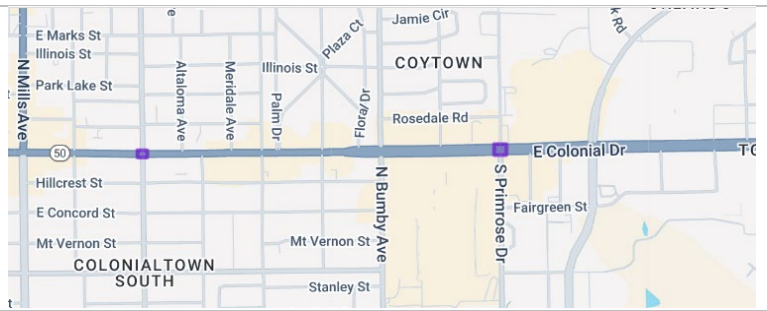 Jamie Cir
Plaza Ct
k Rd
e
E Marks St
Illinois St
COYTOWN
N Mills Ave
Altaloma Ave
Meridale Ave
Illinois St
Park Lake St
Palm Dr
Flora Dr
Rosedale Rd
50
E Colonial Dr
TC
Hillcrest St
N Bumby Ave
S Primrose Dr
E Concord St
Fairgreen St
Mt Vernon St
Mt Vernon St
COLONIALTOWN
SOUTH
Stanley St
t